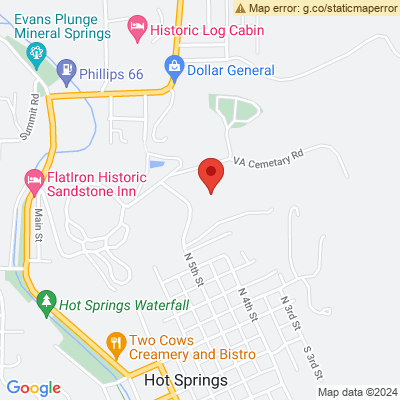 Map error: g.co/staticmaperror
Evans Plunge
Mineral Springs
Historic Log Cabin
Phillips 66
Dollar General
Summit Rd
VA Cemetary Rd
FlatIron Historic
Sandstone Inn
Main St
N 5th St
N 4th St
N 3rd St
S 3rd St
Hot Springs Waterfall
Two Cows
Creamery and Bistro
Hot Springs
Google
Map data ©2024